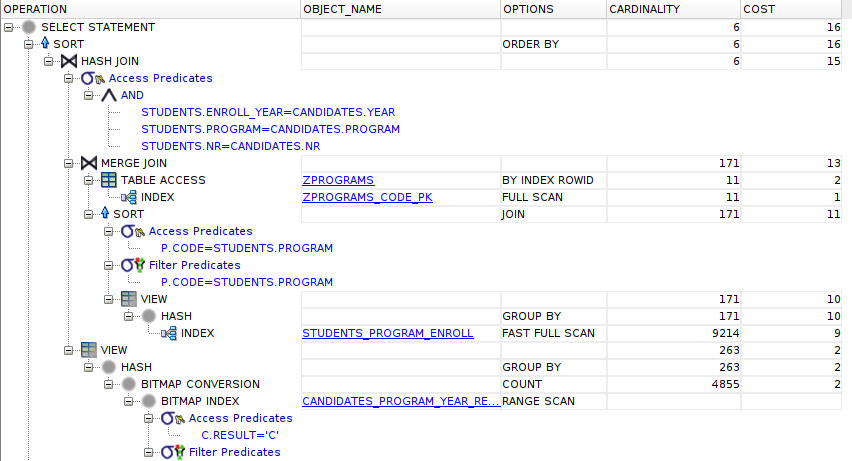 OPERATION OBJECT_NAME OPTIONS CARDINALITY COST
SELECT STATEMENT 6 16
SORT ORDER BY 6 16
HASH JOIN 6 15
Access Predicates
AND
STUDENTS.ENROLL_YEAR=CANDIDATES.YEAR
STUDENTS.PROGRAM=CANDIDATES.PROGRAM
STUDENTS.NR=CANDIDATES.NR
MERGE JOIN 171 13
TABLE ACCESS ZPROGRAMS BY INDEX ROWID 11 2
INDEX ZPROGRAMS_CODE_PK FULL SCAN 11 1
SORT JOIN 171 11
Access Predicates
P.CODE=STUDENTS.PROGRAM
Filter Predicates
P.CODE=STUDENTS.PROGRAM
VIEW 171 10
HASH GROUP BY 171 10
INDEX STUDENTS_PROGRAM_ENROLL FAST FULL SCAN 9214 9
VIEW 263 2
HASH GROUP BY 263 2
BITMAP CONVERSION COUNT 4855 2
BITMAP INDEX CANDIDATES_PROGRAM_YEAR_RE... RANGE SCAN
Access Predicates
C.RESULT='C'
Filter Predicates